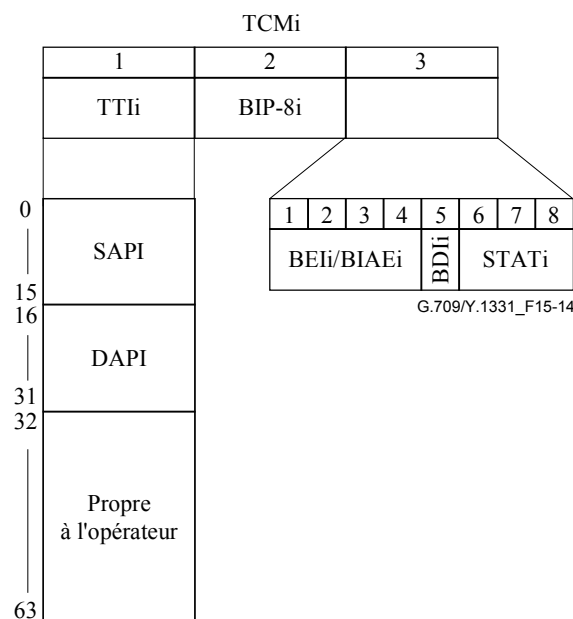 TCMi
1 2 3
TTIi BIP-8i
0
1 2 3 4 5 6 7 8
SAPI
BEIi/BIAEi BDIi STATi
15
G.709/Y.1331_F15-14
16
DAPI
31
32
Propre
à l'opérateur
63